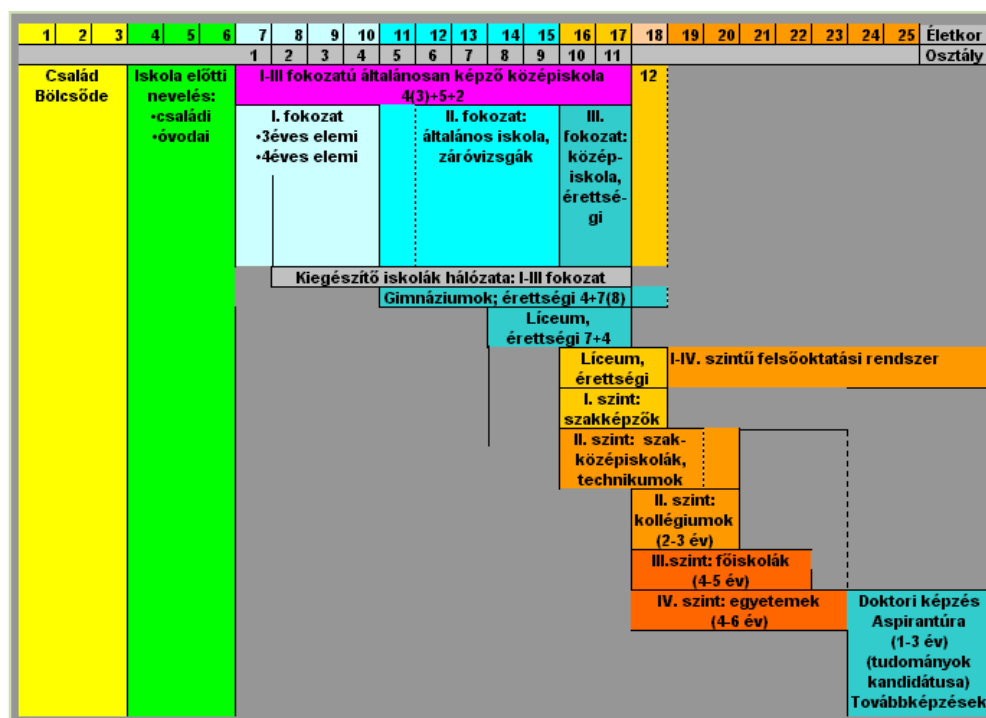 1 2 3 4 5 6 7 8 9 10 11 12 13 14 15 16 17 18 19 20 21 22 23 24 25 Életkor
1 2 3 4 5 6 7 8 9 10 11 Osztály
Család
Bölcsőde
Iskola előtti
nevelés:
•családi
•óvodai
I-III fokozatú általánosan képző középiskola
4(3)+5+2
12
I. fokozat
•3éves elemi
•4éves elemi
II. fokozat:
általános iskola,
záróvizsgák
III.
fokozat:
közép-
iskola,
érettsé-
gi
Kiegészítő iskolák hálózata: I-III fokozat
Gimnáziumok; érettségi 4+7(8)
Líceum,
érettségi 7+4
Líceum,
érettségi
I-IV. szintű felsőoktatási rendszer
I. szint:
szakképzők
II. szint: szak-
középiskolák,
technikumok
II. szint:
kollégiumok
(2-3 év)
III.szint: főiskolák
(4-5 év)
IV. szint: egyetemek
(4-6 év)
Doktori képzés
Aspirantúra
(1-3 év)
(tudományok
kandidátusa)
Továbbképzések